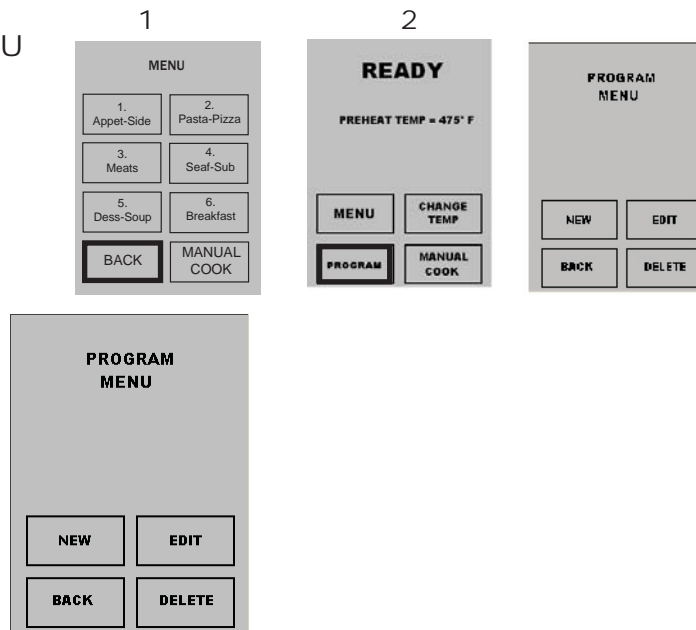 1
2
U
MENU
1.
Appet-Side
2.
Pasta-Pizza
3.
Meats
4.
Seaf-Sub
5.
Dess-Soup
6.
Breakfast
BACK
MANUAL
COOK
READY
PREHEAT TEMP = 475° F
MENU
CHANGE
TEMP
PROGRAM
MANUAL
COOK
PROGRAM
MENU
NEW
EDIT
BACK
DELETE
PROGRAM
MENU
NEW
EDIT
BACK
DELETE